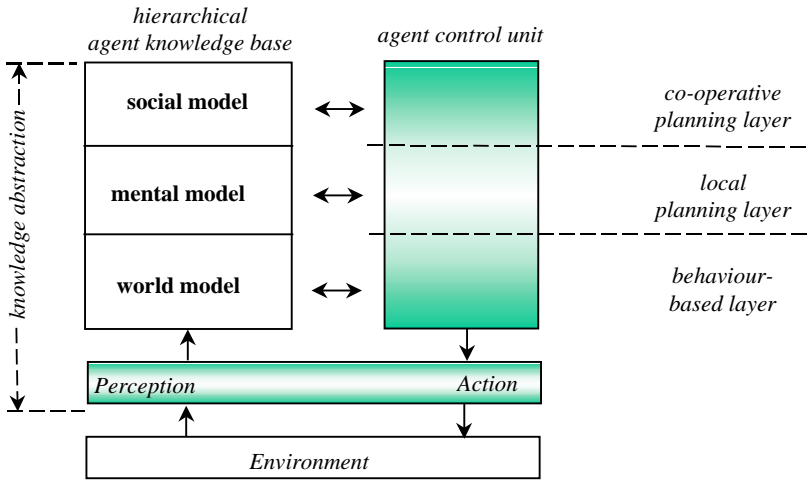 hierarchical
agent knowledge base
agent control unit
knowledge abstraction
social model
co-operative
planning layer
mental model
local
planning layer
world model
behaviour-
based layer
Perception
Action
Environment